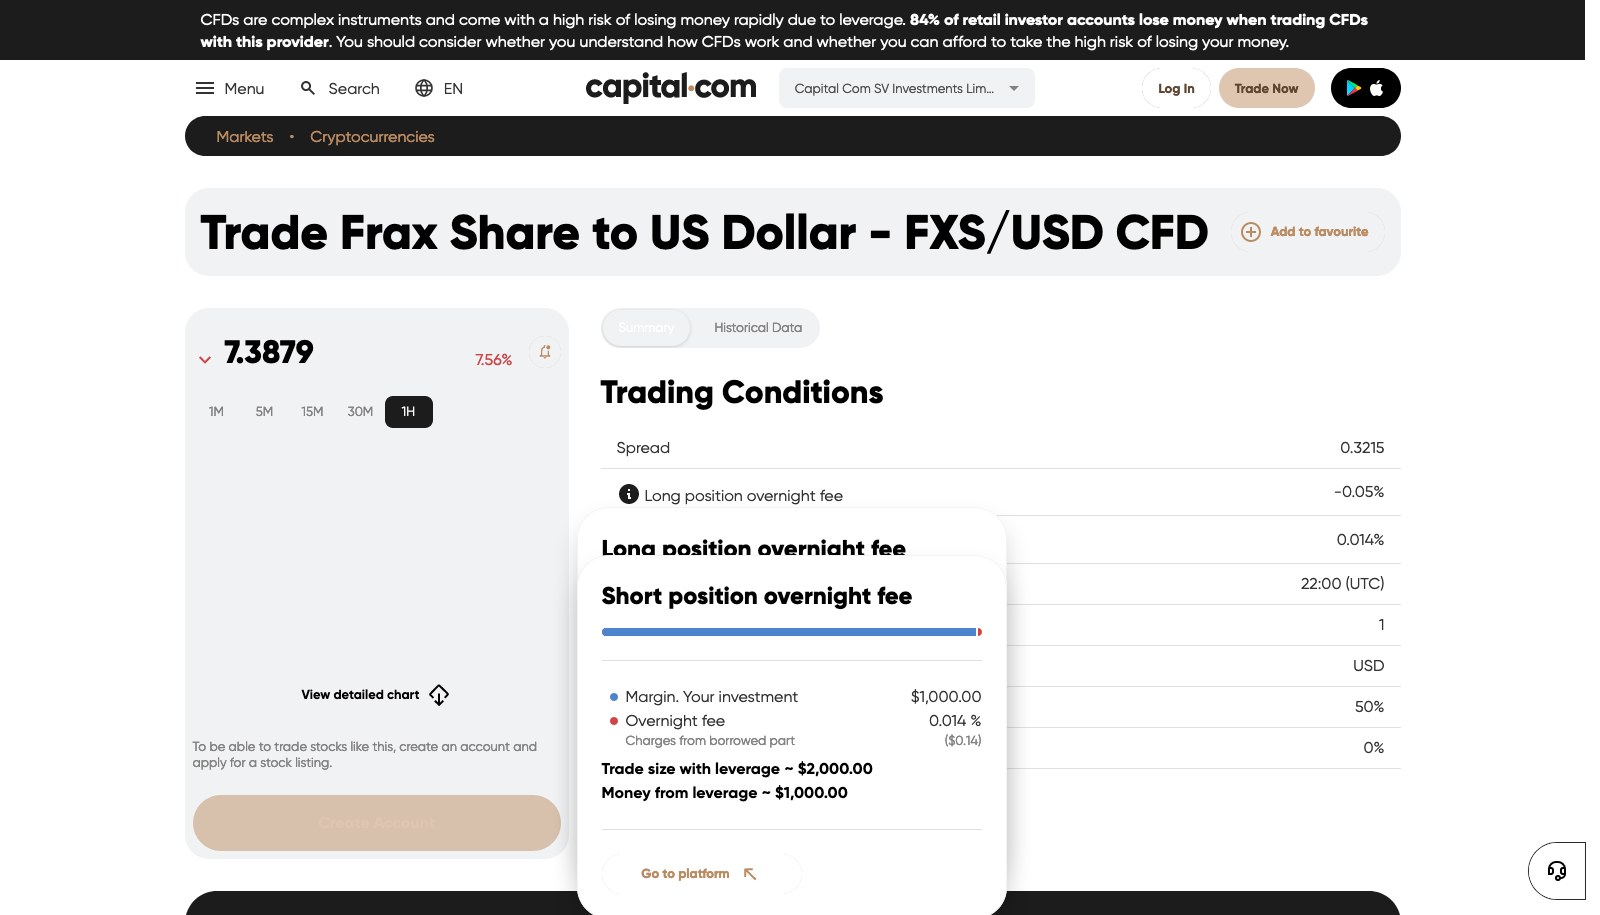 CFDs are complex instruments and come with a high risk of losing money rapidly due to leverage. 84% of retail investor accounts lose money when trading CFDs
with this provider. You should consider whether you understand how CFDs work and whether you can afford to take the high risk of losing your money.
Menu
Search
EN
capital.com
Capital Com SV Investments Lim...
Log In
Trade Now
Markets • Cryptocurrencies
Trade Frax Share to US Dollar - FXS/USD CFD
Add to favourite
7.3879
7.56%
1M 5M 15M 30M 1H
View detailed chart
To be able to trade stocks like this, create an account and
apply for a stock listing.
Create Account
Summary
Historical Data
Trading Conditions
Spread 0.3215
Long position overnight fee -0.05%
0.014%
22:00 (UTC)
1
USD
50%
0%
Long position overnight fee
Short position overnight fee
Margin. Your investment $1,000.00
Overnight fee 0.014 %
Charges from borrowed part ($0.14)
Trade size with leverage ~ $2,000.00
Money from leverage ~ $1,000.00
Go to platform